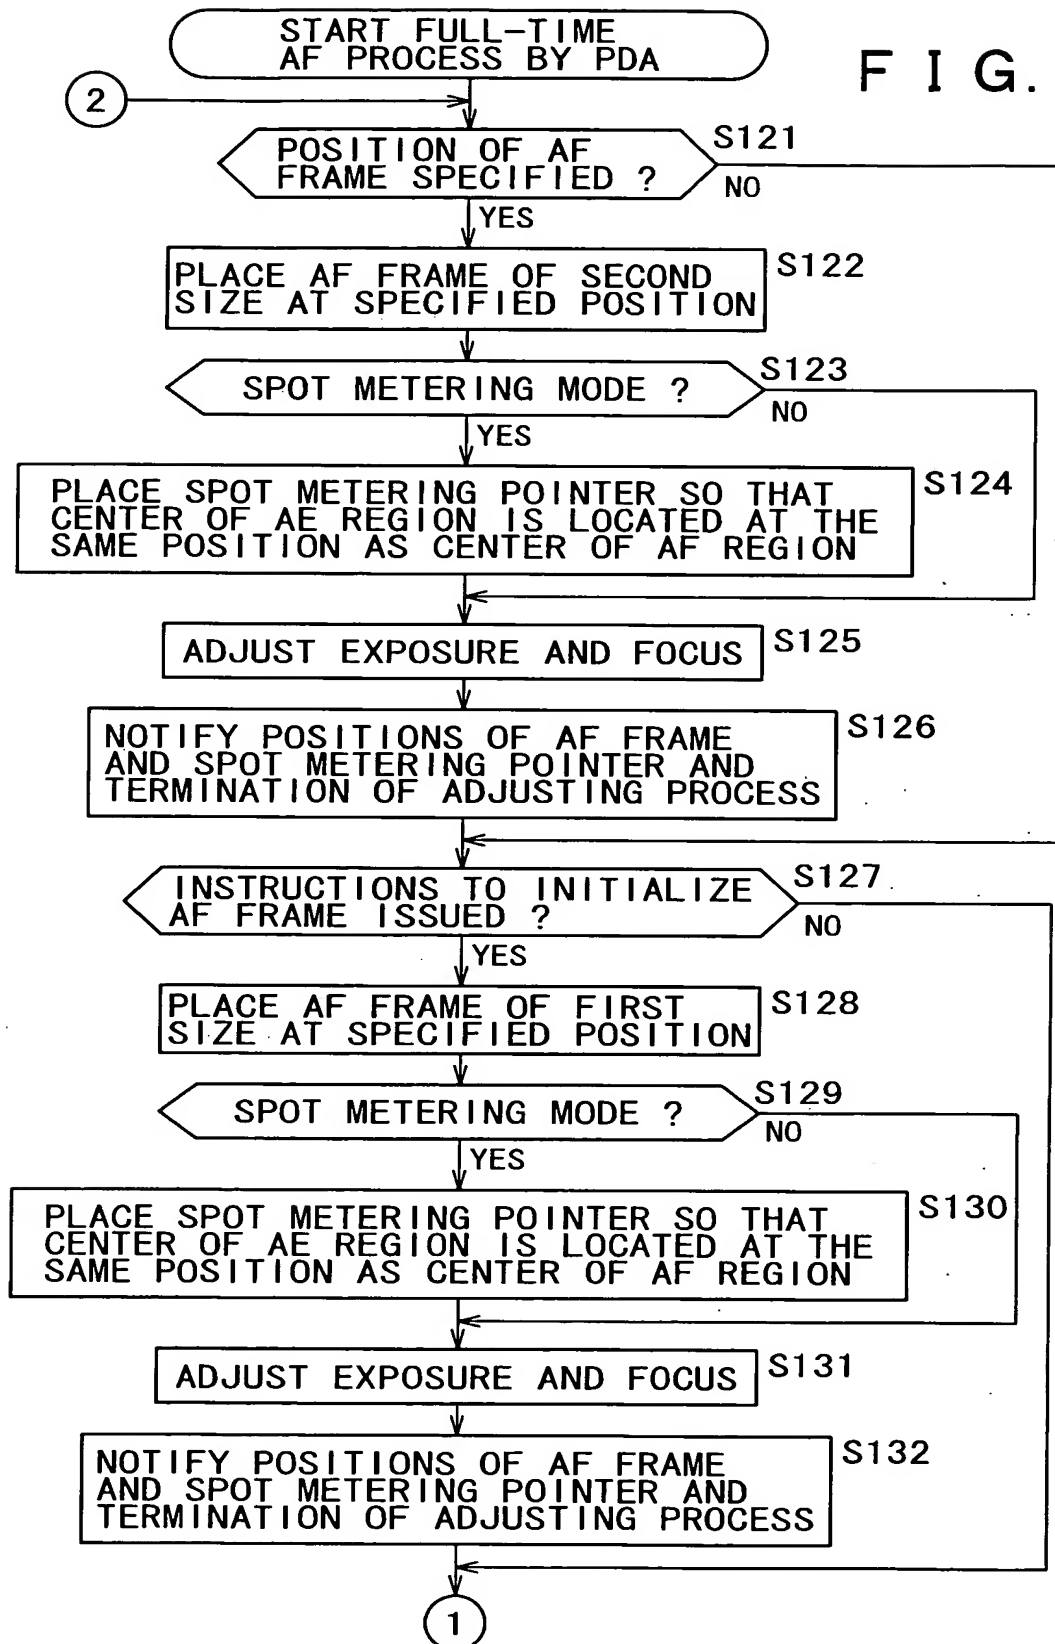 START FULL-TIME
AF PROCESS BY PDA
FIG.
2
POSITION OF AF
FRAME SPECIFIED ?
S121
NO
YES
PLACE AF FRAME OF SECOND
SIZE AT SPECIFIED POSITION
S122
SPOT METERING MODE ?
S123
NO
YES
PLACE SPOT METERING POINTER SO THAT
CENTER OF AE REGION IS LOCATED AT THE
SAME POSITION AS CENTER OF AF REGION
S124
ADJUST EXPOSURE AND FOCUS
S125
NOTIFY POSITIONS OF AF FRAME
AND SPOT METERING POINTER AND
TERMINATION OF ADJUSTING PROCESS
S126
INSTRUCTIONS TO INITIALIZE
AF FRAME ISSUED ?
S127
NO
YES
PLACE AF FRAME OF FIRST
SIZE AT SPECIFIED POSITION
S128
SPOT METERING MODE ?
S129
NO
YES
PLACE SPOT METERING POINTER SO THAT
CENTER OF AE REGION IS LOCATED AT THE
SAME POSITION AS CENTER OF AF REGION
S130
ADJUST EXPOSURE AND FOCUS
S131
NOTIFY POSITIONS OF AF FRAME
AND SPOT METERING POINTER AND
TERMINATION OF ADJUSTING PROCESS
S132
1